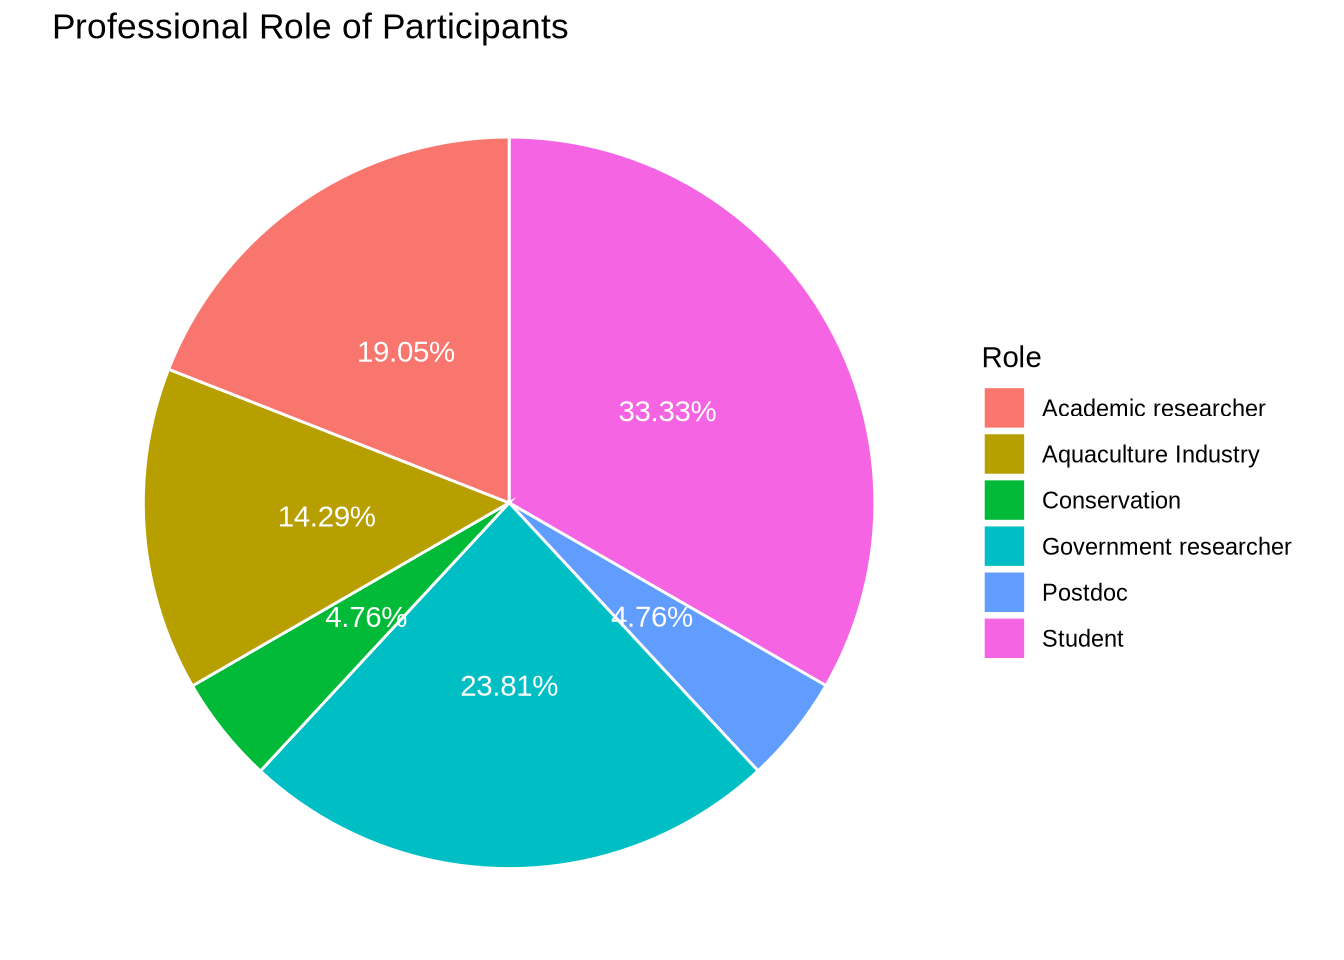 Professional Role of Participants
19.05%
33.33%
14.29%
4.76%
4.76%
23.81%
Role
Academic researcher
Aquaculture Industry
Conservation
Government researcher
Postdoc
Student